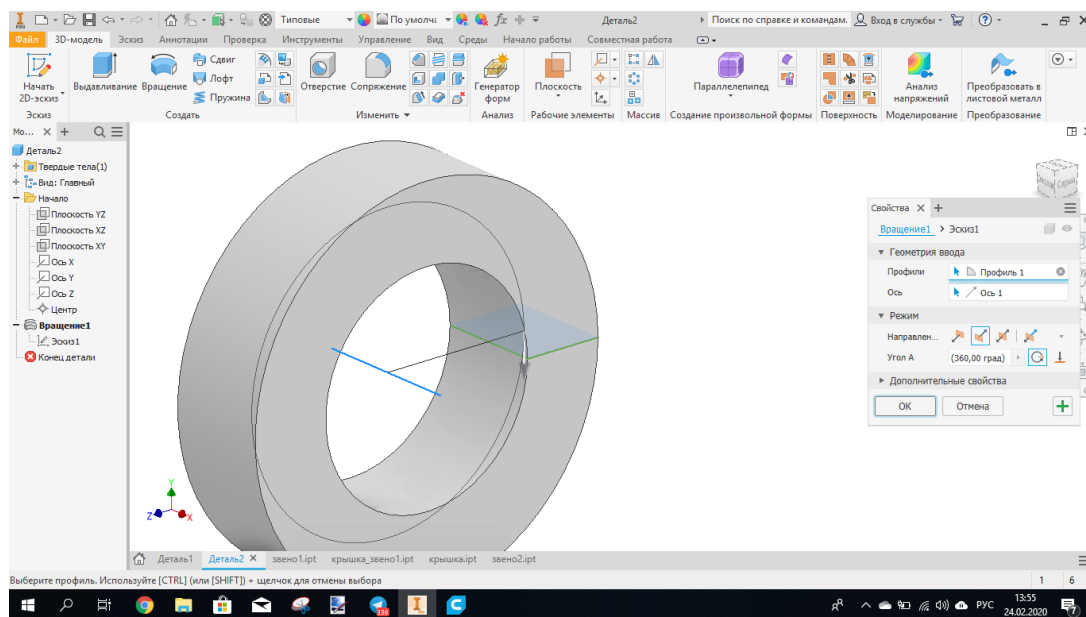 PRO
Типовые
По умолча
fx
Деталь2
Поиск по справке и командам.
Вход в службы
Файл 3D-модель Эскиз Аннотации Проверка Инструменты Управление Вид Среды Начало работы Совместная работа
Начать
2D-эскиз
Выдавливание
Вращение
Сдвиг
Лофт
Пружина
Отверстие
Сопряжение
Генератор
форм
Плоскость
Параллелепипед
Анализ
напряжений
Преобразовать в
листовой металл
Эскиз
Создать
Изменить
Анализ
Рабочие элементы
Массив
Создание произвольной формы
Поверхность
Моделирование
Преобразование
Мо... × +
Деталь2
Твердые тела(1)
Вид: Главный
Начало
Плоскость YZ
Плоскость XZ
Плоскость XY
Ось X
Ось Y
Ось Z
Центр
Вращение1
Эскиз1
Конец детали
Y
Z
X
Справа
Свойства × +
Вращение1 > Эскиз1
Геометрия ввода
Профили
Профиль 1
Ось
Ось 1
Режим
Направлен...
Угол A
(360,00 град)
Дополнительные свойства
ОК
Отмена
Деталь1
Деталь2 ×
звено1.ipt
крышка_звено1.ipt
крышка.ipt
звено2.ipt
Выберите профиль. Используйте [CTRL] (или [SHIFT]) + щелчок для отмены выбора
1 6
336
РУС
13:55
24.02.2020
7